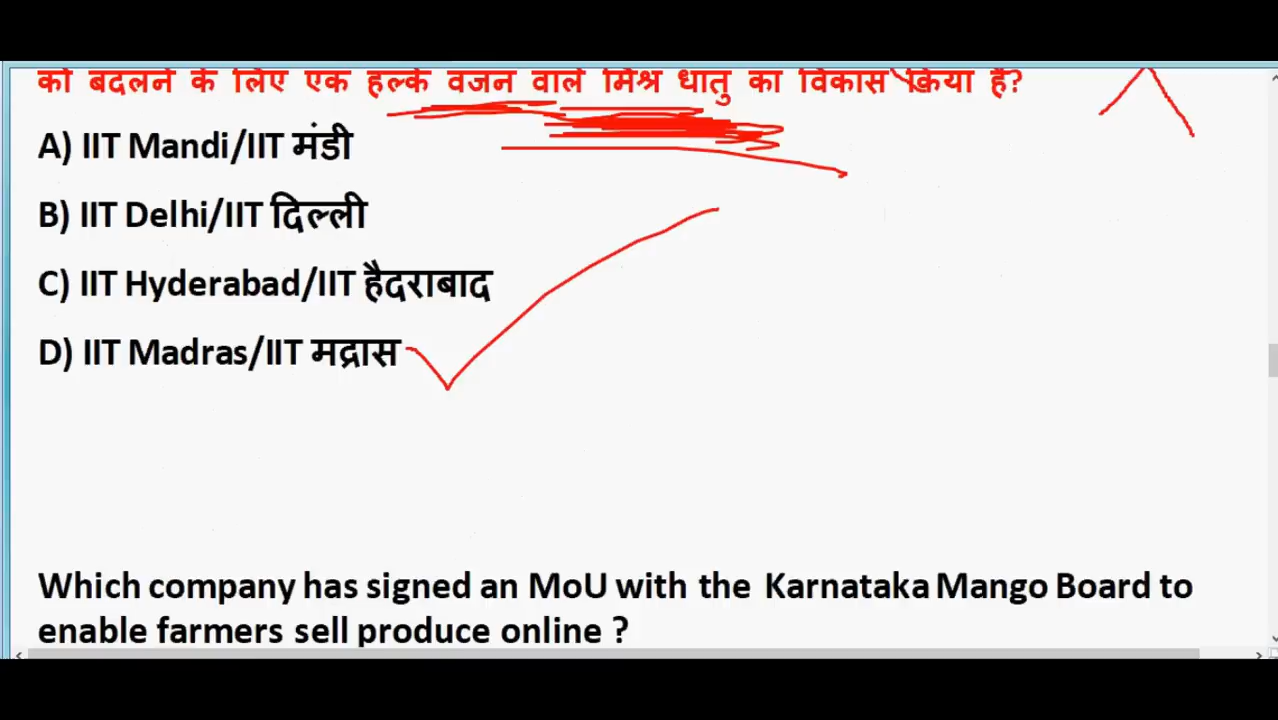 को बदलने के लिए एक हल्के वजन वाले मिश्र धातु का विकास किया है?
A) IIT Mandi/IIT मंडी
B) IIT Delhi/IIT दिल्ली
C) IIT Hyderabad/IIT हैदराबाद
D) IIT Madras/IIT मद्रास
Which company has signed an MoU with the Karnataka Mango Board to
enable farmers sell produce online ?